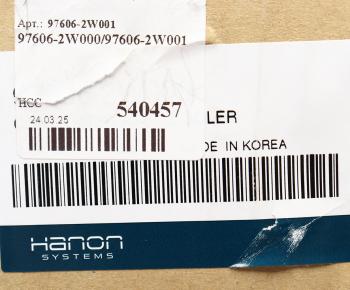 Арт.: 97606-2W001
97606-2W000/97606-2W001
HCC
540457
24.03.25
LER
DE IN KOREA
Hanon
SYSTEMS